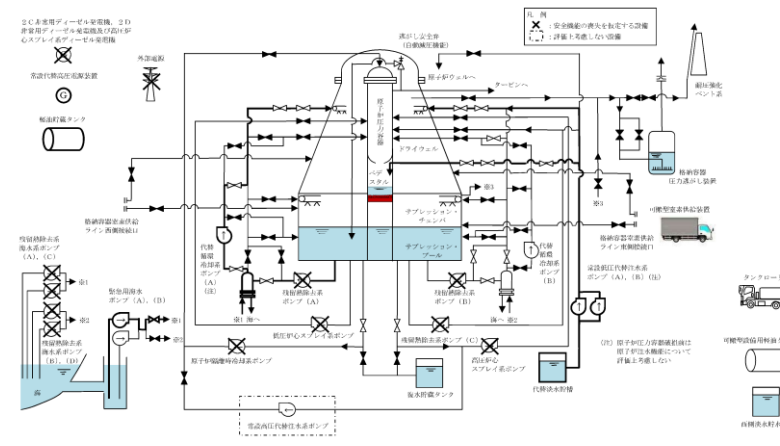 2C非常用ディーゼル発電機，2D
非常用ディーゼル発電機及び高圧炉
心スプレイ系ディーゼル発電機
外部電源
常設代替高圧電源装置
G
軽油貯蔵タンク
逃がし安全弁
（自動減圧機能）
凡 例
：安全機能の喪失を仮定する設備
：評価上考慮しない設備
原子炉ウェルへ
タービンへ
耐圧強化
ベント系
原子炉圧力容器
ドライウェル
格納容器
圧力逃がし装置
ペデ
スタル
※3
※3
サプレッション・
チェンバ
サプレッション・
プール
可搬型窒素供給装置
格納容器窒素供給
ライン西側接続口
格納容器窒素供給
ライン東側接続口
残留熱除去系
海水系ポンプ
（A），（C）
代替
循環
冷却系
ポンプ
（A）
（注）
代替
循環
冷却系
ポンプ
（B）
常設低圧代替注水系
ポンプ（A），（B）（注）
タンクロー
※1
緊急用海水
ポンプ（A），（B）
残留熱除去系
ポンプ（A）
残留熱除去系
ポンプ（B）
※1
※2
※2
※1 海へ
海へ ※2
残留熱除去系
海水系ポンプ
（B），（D）
低圧炉心スプレイ系ポンプ
残留熱除去系ポンプ（C）
原子炉隔離時冷却系ポンプ
高圧炉心
スプレイ系ポンプ
（注）原子炉圧力容器破損前は
原子炉注水機能について
評価上考慮しない
可搬型設備用軽油タ
海
復水貯蔵タンク
代替淡水貯槽
常設高圧代替注水系ポンプ
西側淡水貯水